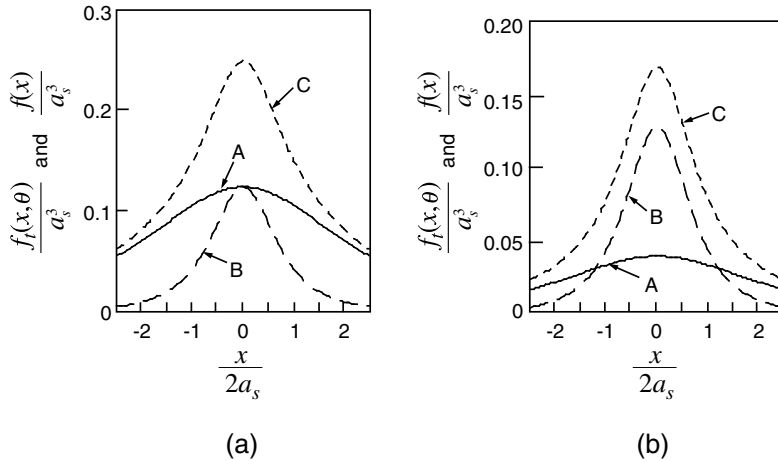 0.3
0.2
0.1
0
f_t(x,θ)/a_s^3 and f(x)/a_s^3
A
B
C
-2 -1 0 1 2
x/2a_s
(a)
0.20
0.15
0.10
0.05
0
f_t(x,θ)/a_s^3 and f(x)/a_s^3
C
B
A
-2 -1 0 1 2
x/2a_s
(b)